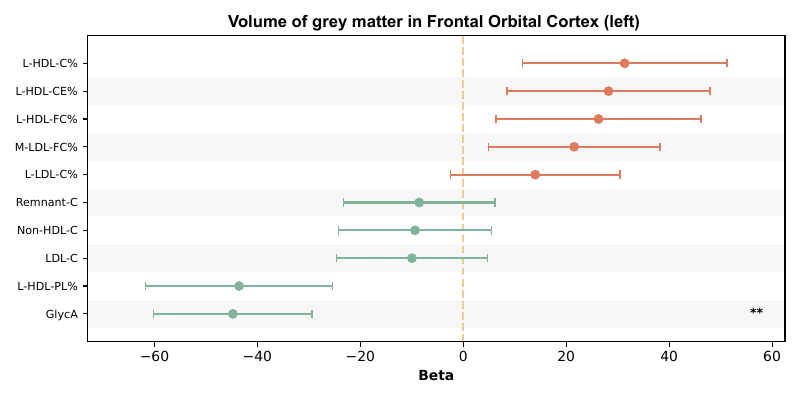 Volume of grey matter in Frontal Orbital Cortex (left)
L-HDL-C%
L-HDL-CE%
L-HDL-FC%
M-LDL-FC%
L-LDL-C%
Remnant-C
Non-HDL-C
LDL-C
L-HDL-PL%
GlycA **
−60 −40 −20 0 20 40 60
Beta